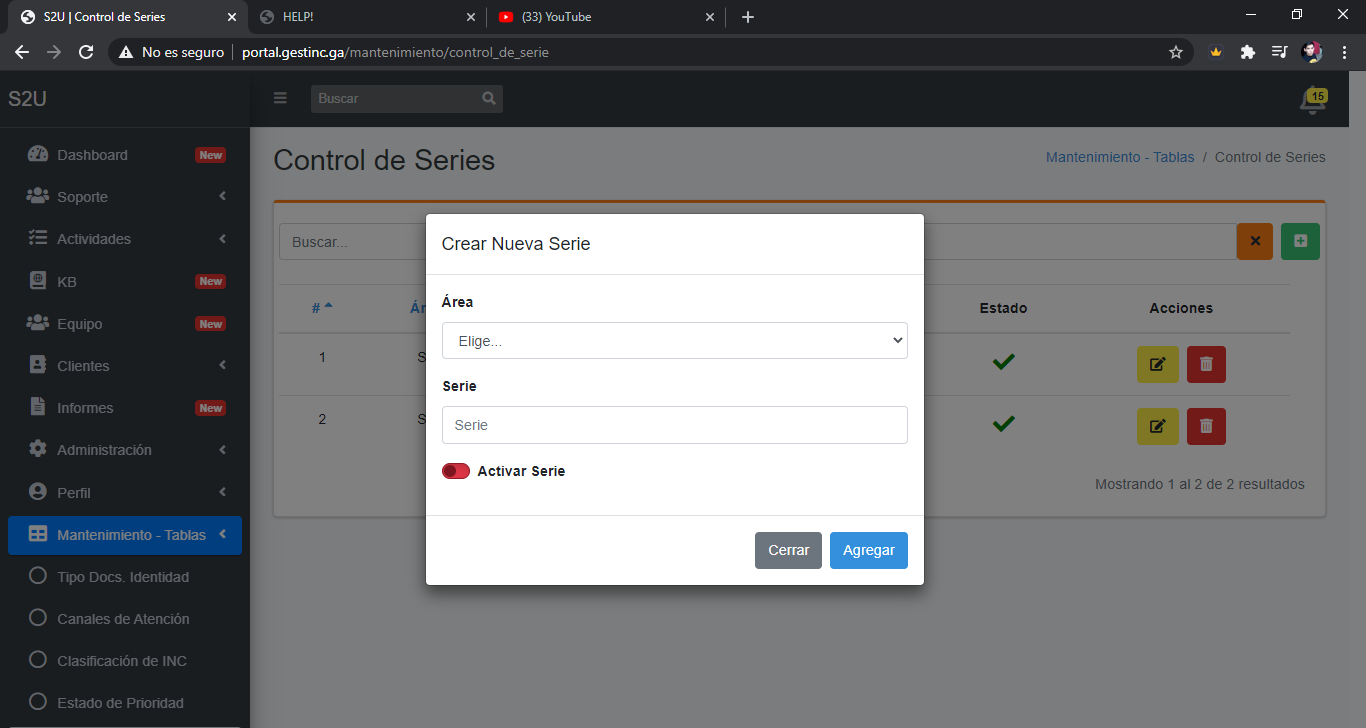 S2U | Control de Series
HELP!
(33) YouTube
No es seguro
portal.gestinc.ga/mantenimiento/control_de_serie
S2U
Buscar
15
Dashboard New
Soporte
Actividades
KB New
Equipo New
Clientes
Informes New
Administración
Perfil
Mantenimiento - Tablas
Tipo Docs. Identidad
Canales de Atención
Clasificación de INC
Estado de Prioridad
Control de Series
Mantenimiento - Tablas / Control de Series
Buscar...
# Estado Acciones
1
2
Mostrando 1 al 2 de 2 resultados
Crear Nueva Serie
Área
Elige...
Serie
Serie
Activar Serie
Cerrar Agregar